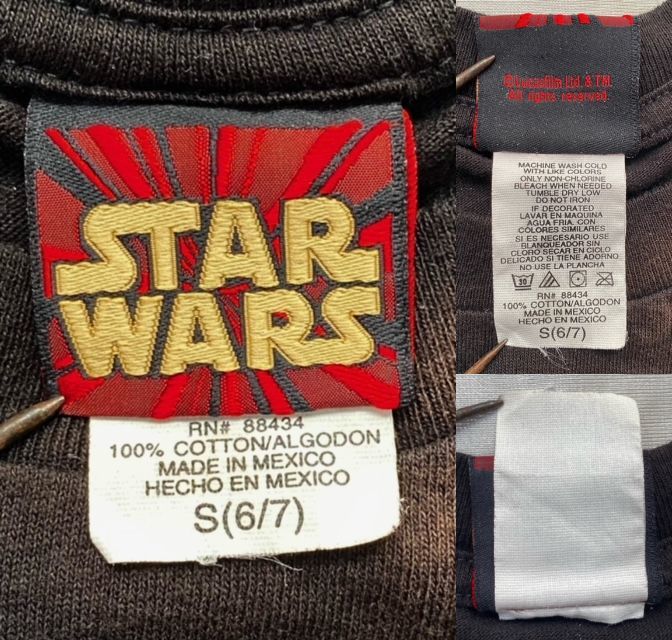 STAR
WARS
RN# 88434
100% COTTON/ALGODON
MADE IN MEXICO
HECHO EN MEXICO
S(6/7)
©Lucasfilm Ltd. & TM.
All rights reserved.
MACHINE WASH COLD
WITH LIKE COLORS
ONLY NON-CHLORINE
BLEACH WHEN NEEDED
TUMBLE DRY LOW
DO NOT IRON
IF DECORATED
LAVAR EN MAQUINA
AGUA FRIA. CON
COLORES SIMILARES
SI ES NECESARIO USE
BLANQUEADOR SIN
CLORO SECAR EN CICLO
DELICADO SI TIENE ADORNO
NO USE LA PLANCHA
30
RN# 88434
100% COTTON/ALGODON
MADE IN MEXICO
HECHO EN MEXICO
S(6/7)